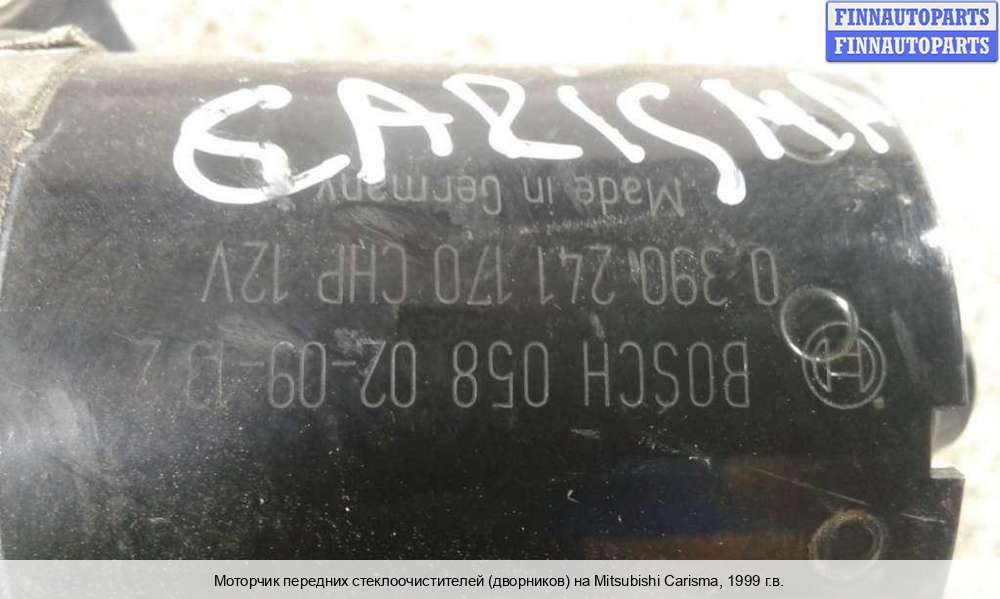 FINNAUTOPARTS
FINNAUTOPARTS
CARISMA
BOSCH 058 02-09-13 2
0 390 241 170 CHP 12V
Made in Germany
Моторчик передних стеклоочистителей (дворников) на Mitsubishi Carisma, 1999 г.в.